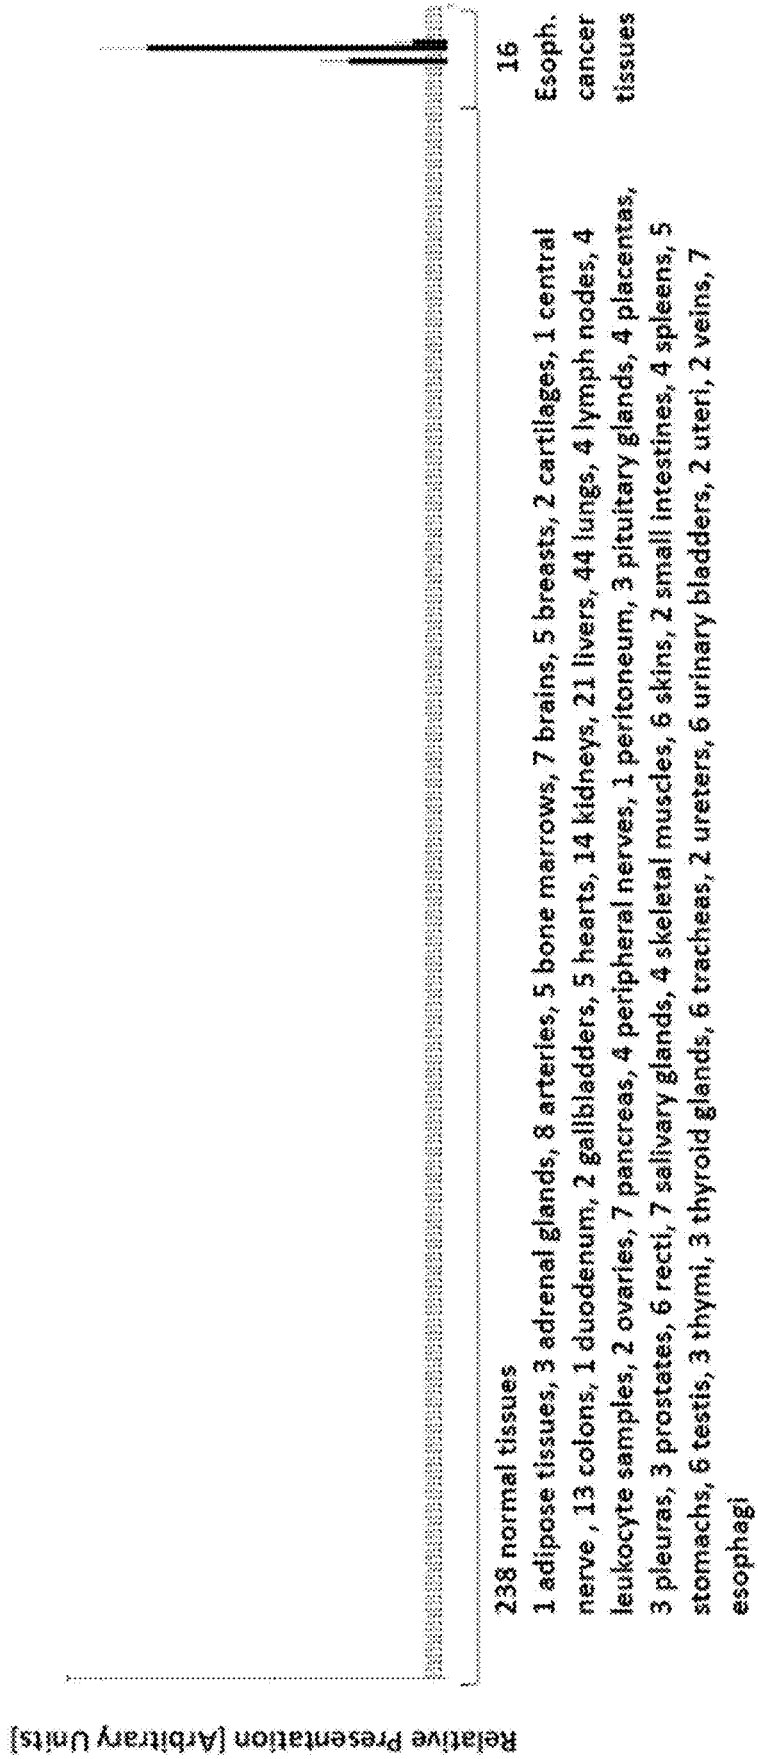 Relative Presentation [Arbitrary Units]
238 normal tissues
1 adipose tissues, 3 adrenal glands, 8 arteries, 5 bone marrows, 7 brains, 5 breasts, 2 cartilages, 1 central
nerve , 13 colons, 1 duodenum, 2 gallbladders, 5 hearts, 14 kidneys, 21 livers, 44 lungs, 4 lymph nodes, 4
leukocyte samples, 2 ovaries, 7 pancreas, 4 peripheral nerves, 1 peritoneum, 3 pituitary glands, 4 placentas,
3 pleuras, 3 prostates, 6 recti, 7 salivary glands, 4 skeletal muscles, 6 skins, 2 small intestines, 4 spleens, 5
stomachs, 6 testis, 3 thymi, 3 thyroid glands, 6 tracheas, 2 ureters, 6 urinary bladders, 2 uteri, 2 veins, 7
esophagi
16
Esoph.
cancer
tissues